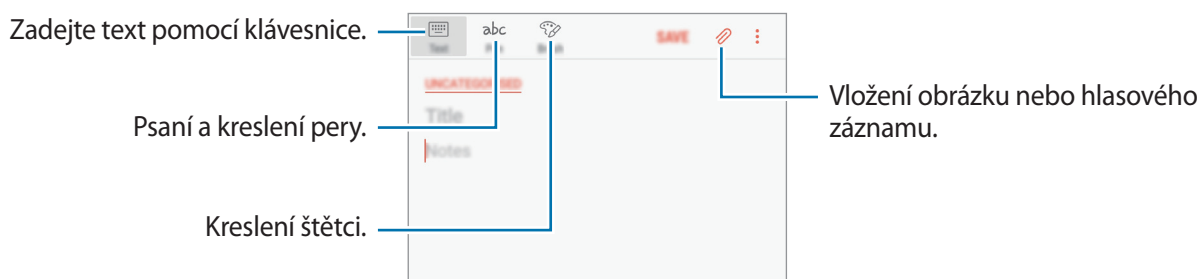 Zadejte text pomocí klávesnice.
abc
Text
SAVE
UNCATEGORISED
Title
Notes
Psaní a kreslení pery.
Kreslení štětci.
Vložení obrázku nebo hlasového
záznamu.